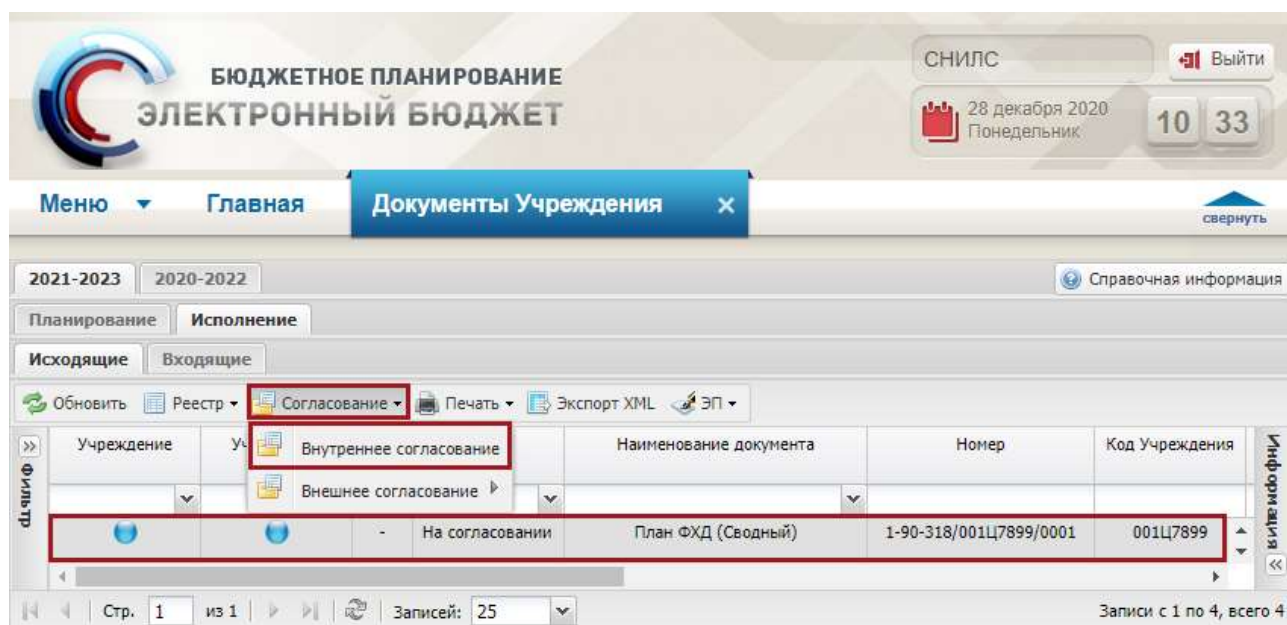 БЮДЖЕТНОЕ ПЛАНИРОВАНИЕ
ЭЛЕКТРОННЫЙ БЮДЖЕТ
СНИЛС
Выйти
28 декабря 2020
Понедельник
10 33
Меню Главная Документы Учреждения
свернуть
2021-2023 2020-2022 Справочная информация
Планирование Исполнение
Исходящие Входящие
Обновить Реестр Согласование Печать Экспорт XML ЭП
Учреждение Уч Наименование документа Номер Код Учреждения
Внутреннее согласование
Внешнее согласование
Фильтр
Информация
- На согласовании План ФХД (Сводный) 1-90-318/001Ц7899/0001 001Ц7899
Стр. 1 из 1 Записей: 25 Записи с 1 по 4, всего 4